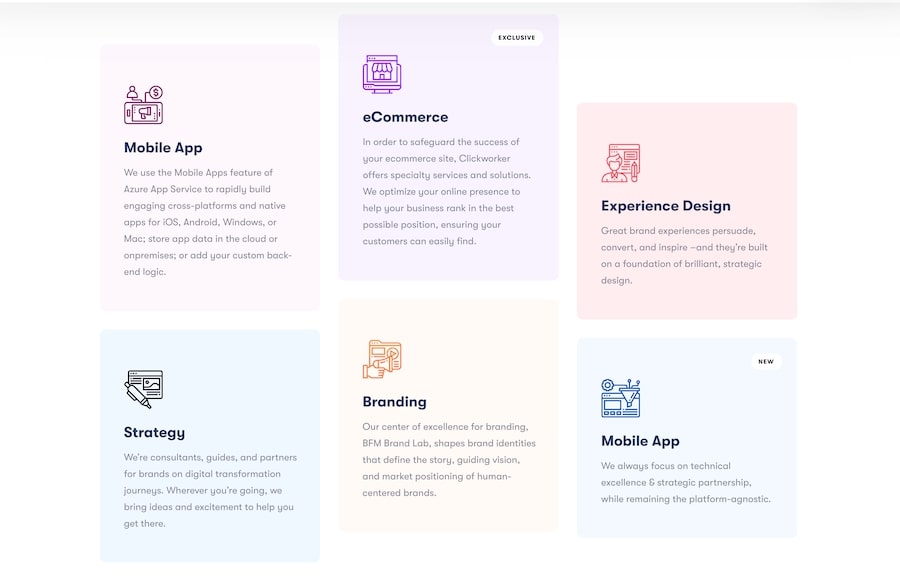 Mobile App
We use the Mobile Apps feature of
Azure App Service to rapidly build
engaging cross-platforms and native
apps for iOS, Android, Windows, or
Mac; store app data in the cloud or
onpremises; or add your custom back-
end logic.
Strategy
We're consultants, guides, and partners
for brands on digital transformation
journeys. Wherever you're going, we
bring ideas and excitement to help you
get there.
EXCLUSIVE
eCommerce
In order to safeguard the success of
your ecommerce site, Clickworker
offers specialty services and solutions.
We optimize your online presence to
help your business rank in the best
possible position, ensuring your
customers can easily find.
Branding
Our center of excellence for branding,
BFM Brand Lab, shapes brand identities
that define the story, guiding vision,
and market positioning of human-
centered brands.
Experience Design
Great brand experiences persuade,
convert, and inspire –and they're built
on a foundation of brilliant, strategic
design.
NEW
Mobile App
We always focus on technical
excellence & strategic partnership,
while remaining the platform-agnostic.